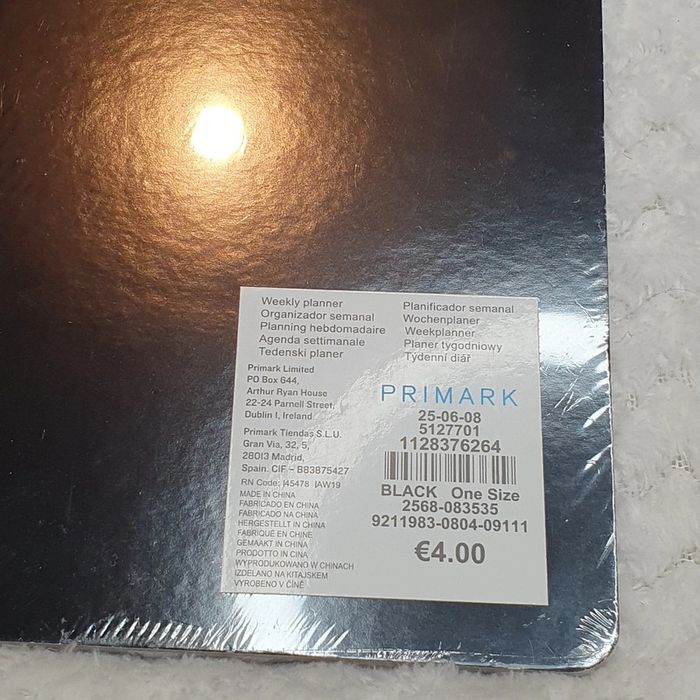 Weekly planner
Organizador semanal
Planning hebdomadaire
Agenda settimanale
Tedenski planer
Planificador semanal
Wochenplaner
Weekplanner
Planer tygodniowy
Týdenní diář
Primark Limited
PO Box 644,
Arthur Ryan House
22-24 Parnell Street,
Dublin I, Ireland
Primark Tiendas S.L.U.
Gran Via, 32, 5,
28013 Madrid,
Spain. CIF – B83875427
RN Code: J45478 IAW19
MADE IN CHINA
FABRICADO EN CHINA
FABRICADO NA CHINA
HERGESTELLT IN CHINA
FABRIQUÉ EN CHINE
GEMAAKT IN CHINA
PRODOTTO IN CINA
WYPRODUKOWANO W CHINACH
IZDELANO NA KITAJSKEM
VYROBENO V ČÍNĚ
PRIMARK
25-06-08
5127701
1128376264
BLACK One Size
2568-083535
9211983-0804-09111
€4.00